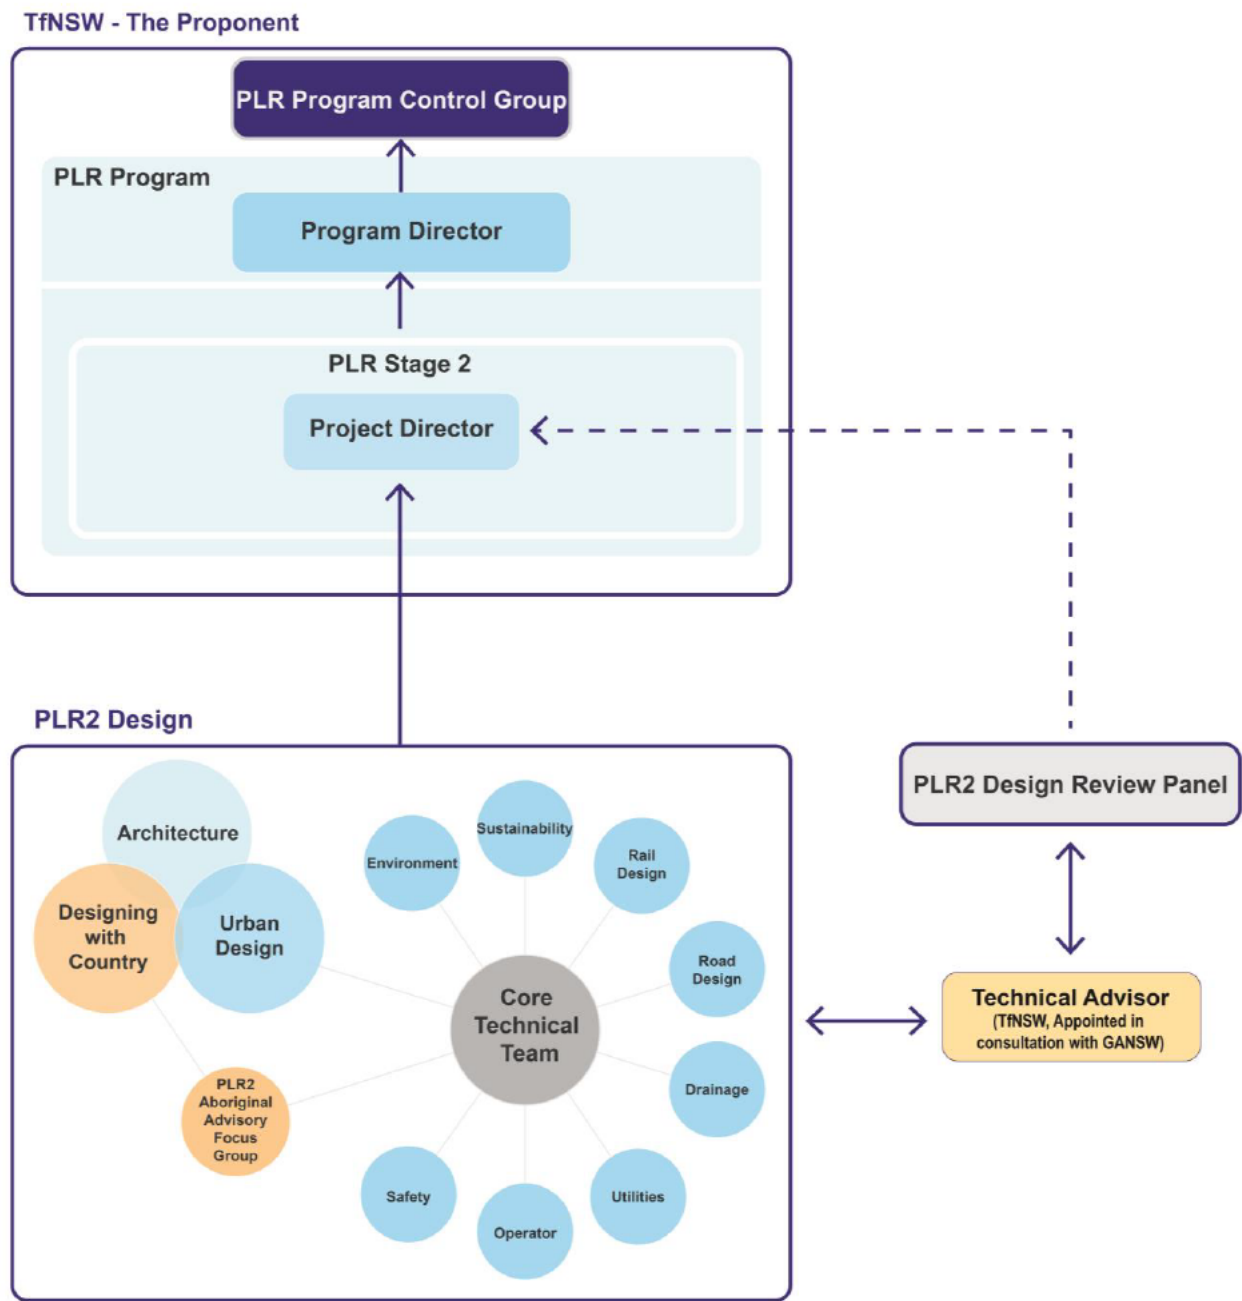 TfNSW - The Proponent
PLR Program Control Group
PLR Program
Program Director
PLR Stage 2
Project Director
PLR2 Design
PLR2 Design Review Panel
Technical Advisor
(TfNSW, Appointed in
consultation with GANSW)
Architecture
Designing
with
Country
Urban
Design
PLR2
Aboriginal
Advisory
Focus
Group
Core
Technical
Team
Environment
Sustainability
Rail
Design
Road
Design
Drainage
Utilities
Operator
Safety